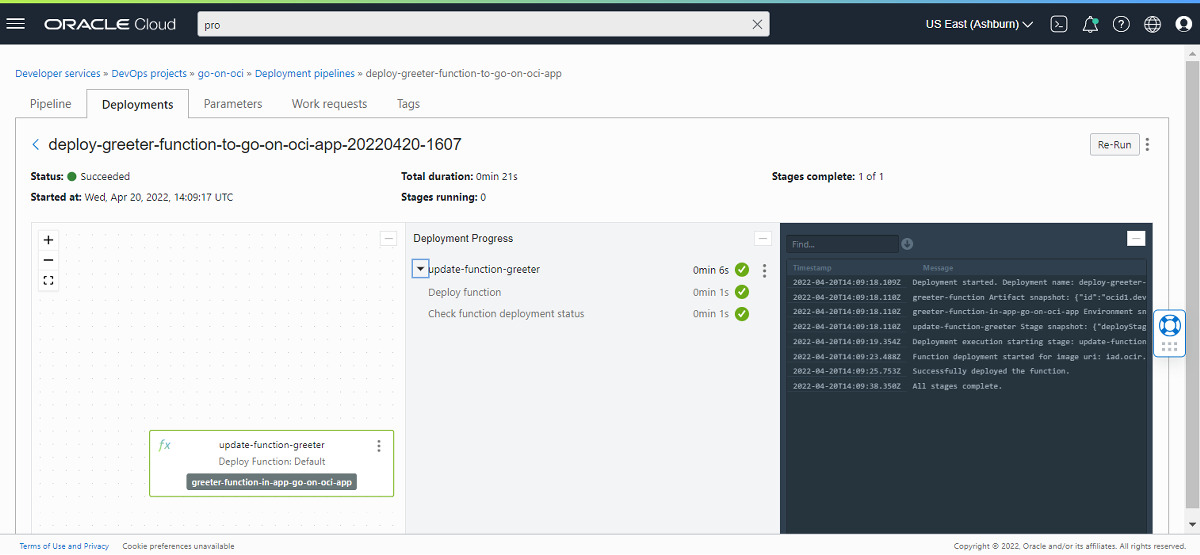 ORACLE Cloud
pro
US East (Ashburn)
Developer services » DevOps projects » go-on-oci » Deployment pipelines » deploy-greeter-function-to-go-on-oci-app
Pipeline Deployments Parameters Work requests Tags
deploy-greeter-function-to-go-on-oci-app-20220420-1607
Re-Run
Status: Succeeded
Total duration: 0min 21s
Stages complete: 1 of 1
Started at: Wed, Apr 20, 2022, 14:09:17 UTC
Stages running: 0
fx update-function-greeter
Deploy Function: Default
greeter-function-in-app-go-on-oci-app
Deployment Progress
update-function-greeter 0min 6s
Deploy function 0min 1s
Check function deployment status 0min 1s
Find...
Timestamp Message
2022-04-20T14:09:18.109Z Deployment started. Deployment name: deploy-greeter-
2022-04-20T14:09:18.110Z greeter-function Artifact snapshot: {"id":"ocid1.dev
2022-04-20T14:09:18.110Z greeter-function-in-app-go-on-oci-app Environment sn
2022-04-20T14:09:18.110Z update-function-greeter Stage snapshot: {"deployStag
2022-04-20T14:09:19.354Z Deployment execution starting stage: update-function
2022-04-20T14:09:23.488Z Function deployment started for image uri: iad.ocir.
2022-04-20T14:09:25.753Z Successfully deployed the function.
2022-04-20T14:09:38.350Z All stages complete.
Terms of Use and Privacy Cookie preferences unavailable
Copyright © 2022, Oracle and/or its affiliates. All rights reserved.